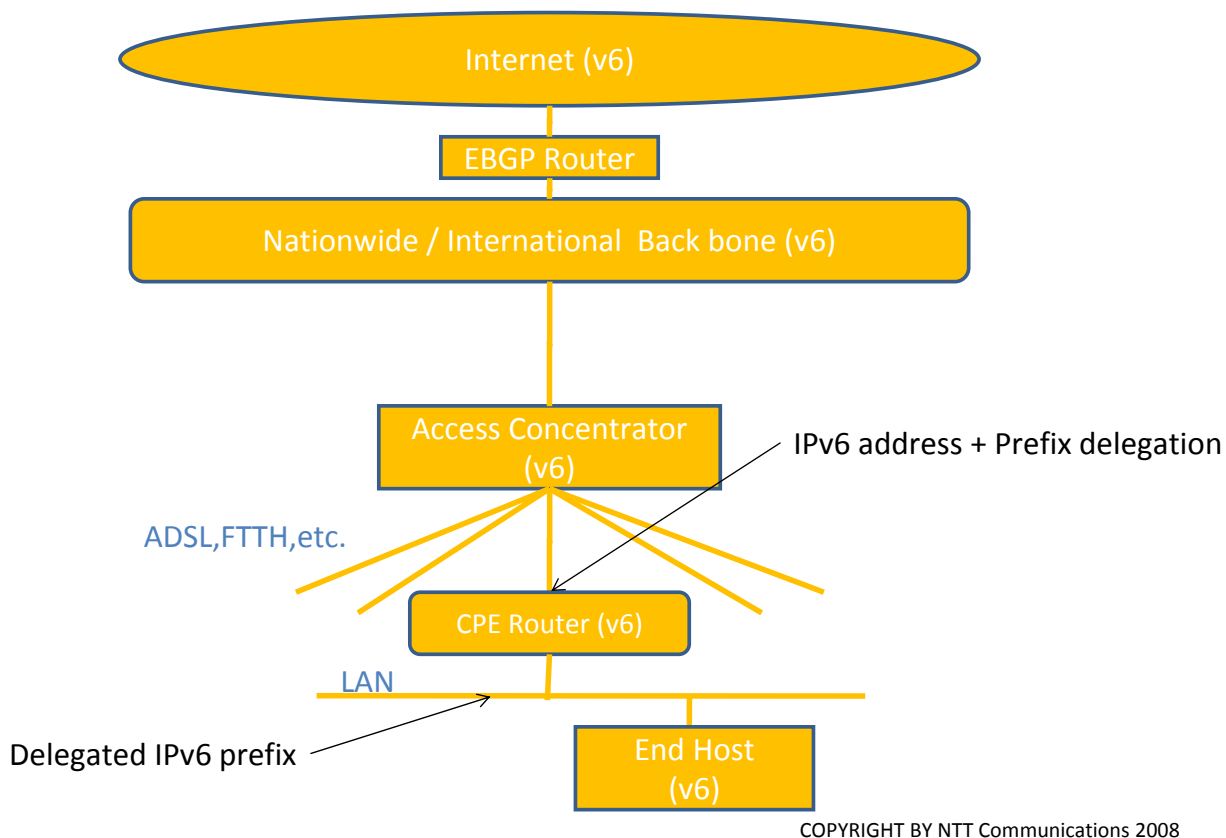 Internet (v6)
EBGP Router
Nationwide / International  Back bone (v6)
Access Concentrator
(v6)
IPv6 address + Prefix delegation
ADSL,FTTH,etc.
CPE Router (v6)
LAN
Delegated IPv6 prefix
End Host
(v6)
COPYRIGHT BY NTT Communications 2008